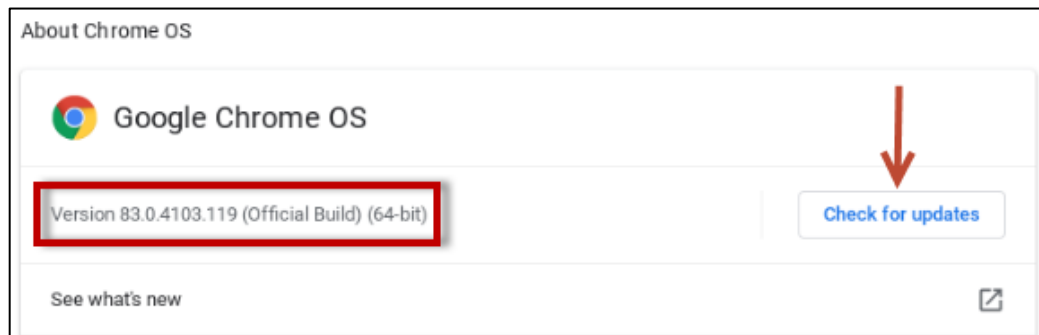 About Chrome OS
Google Chrome OS
Version 83.0.4103.119 (Official Build) (64-bit)
Check for updates
See what's new